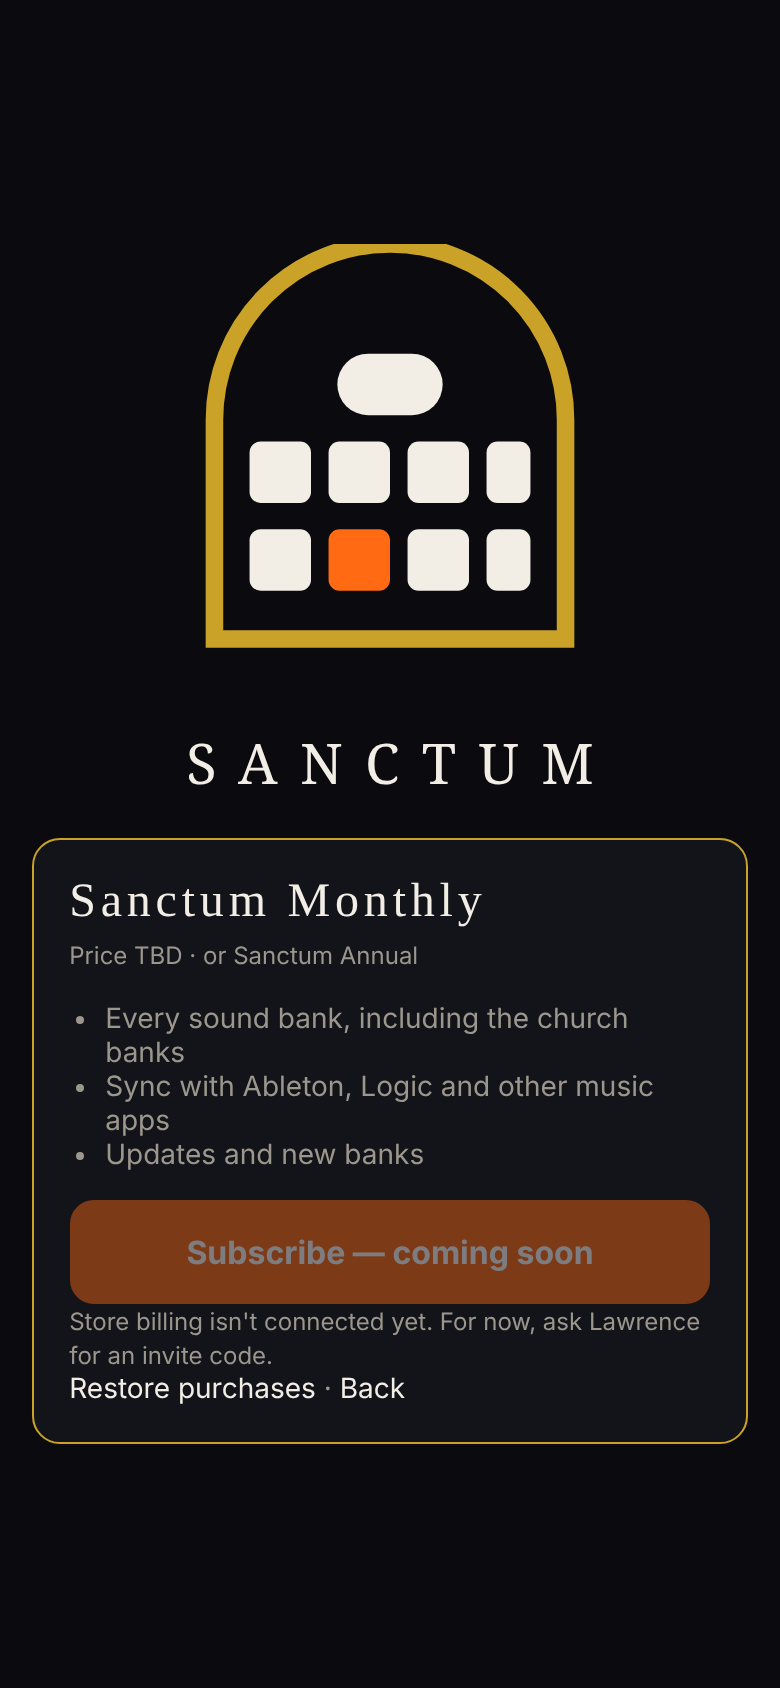 SANCTUM
Sanctum Monthly
Price TBD · or Sanctum Annual
• Every sound bank, including the church
banks
• Sync with Ableton, Logic and other music
apps
• Updates and new banks
Subscribe — coming soon
Store billing isn't connected yet. For now, ask Lawrence
for an invite code.
Restore purchases · Back